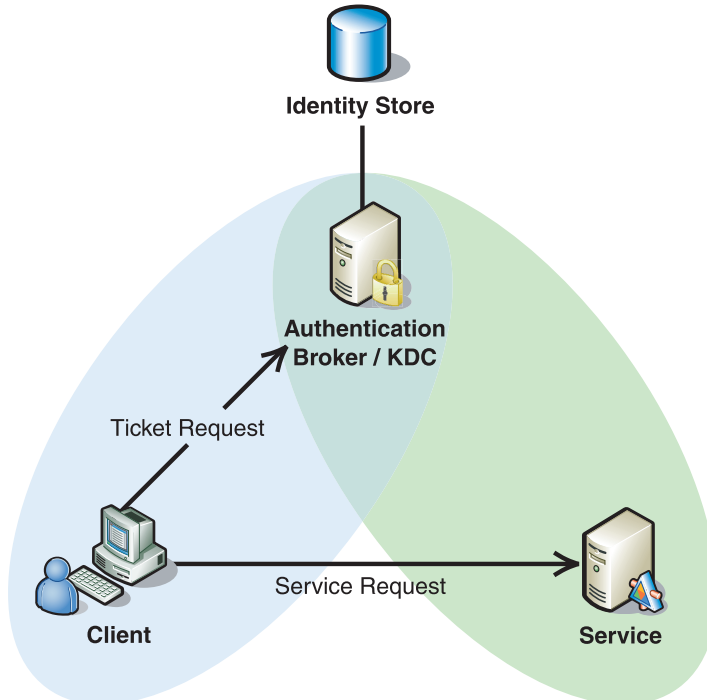 Identity Store
Authentication
Broker / KDC
Ticket Request
Service Request
Client
Service